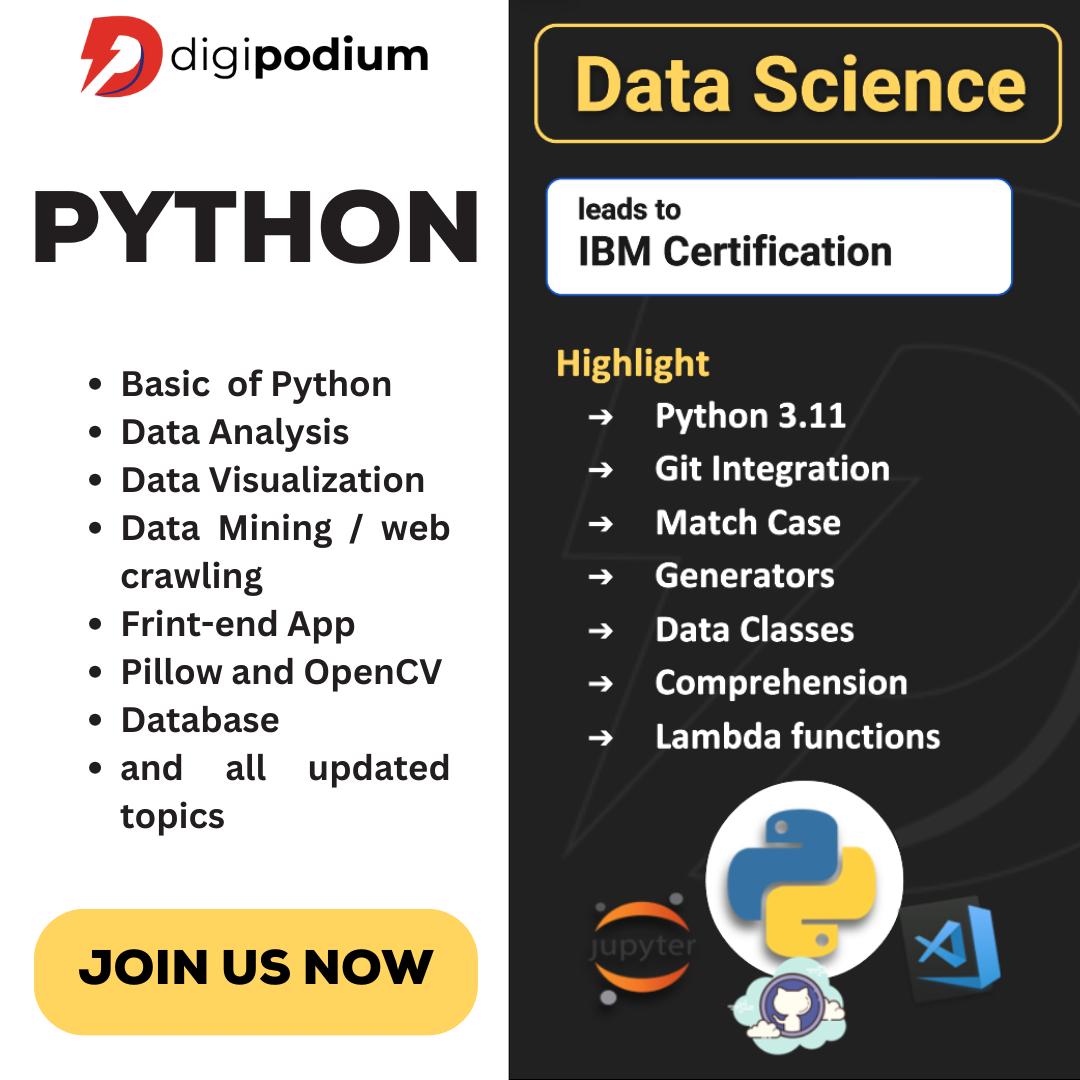 digipodium
PYTHON
• Basic of Python
• Data Analysis
• Data Visualization
• Data Mining / web
crawling
• Frint-end App
• Pillow and OpenCV
• Database
• and all updated
topics
JOIN US NOW
Data Science
leads to
IBM Certification
Highlight
➔ Python 3.11
➔ Git Integration
➔ Match Case
➔ Generators
➔ Data Classes
➔ Comprehension
➔ Lambda functions
jupyter